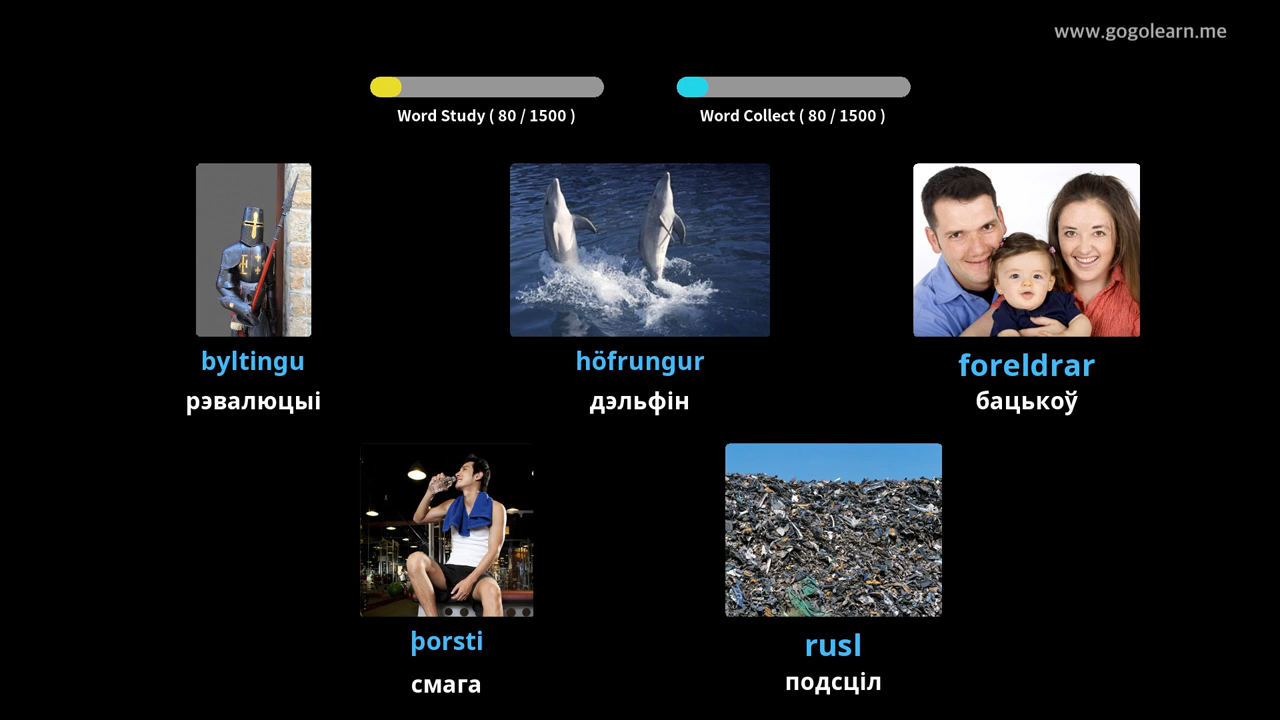 www.gogolearn.me
Word Study ( 80 / 1500 )
Word Collect ( 80 / 1500 )
byltingu
рэвалюцыі
höfrungur
дэльфін
foreldrar
бацькоў
þorsti
смага
rusl
подсціл